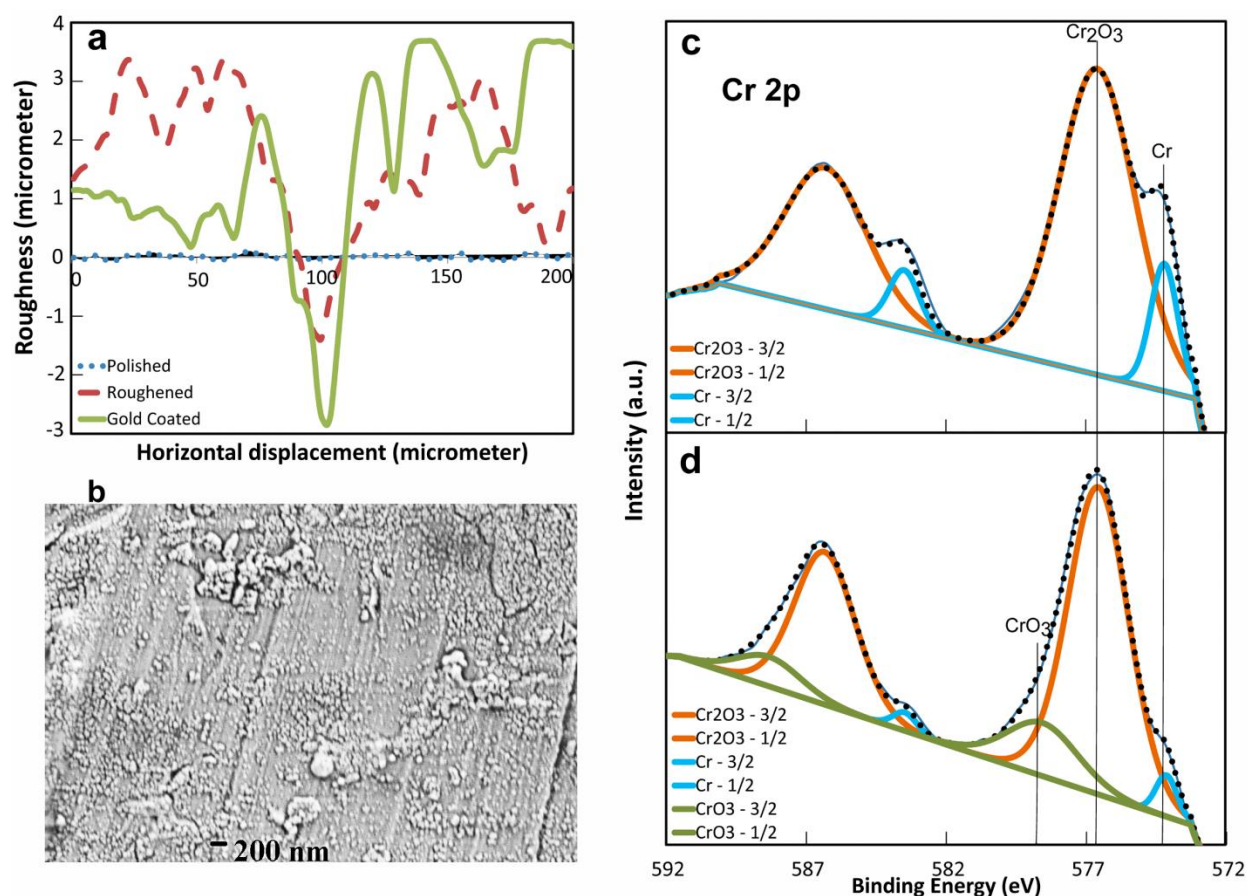 a
4
3
2
1
0
-1
-2
-3
0
50
100
150
200
Roughness (micrometer)
Polished
Roughened
Gold Coated
Horizontal displacement (micrometer)
b
200 nm
c
Cr 2p
Cr₂O₃
Cr
Cr2O3 - 3/2
Cr2O3 - 1/2
Cr - 3/2
Cr - 1/2
Intensity (a.u.)
d
CrO₃
Cr2O3 - 3/2
Cr2O3 - 1/2
Cr - 3/2
Cr - 1/2
CrO3 - 3/2
CrO3 - 1/2
592
587
582
577
572
Binding Energy (eV)